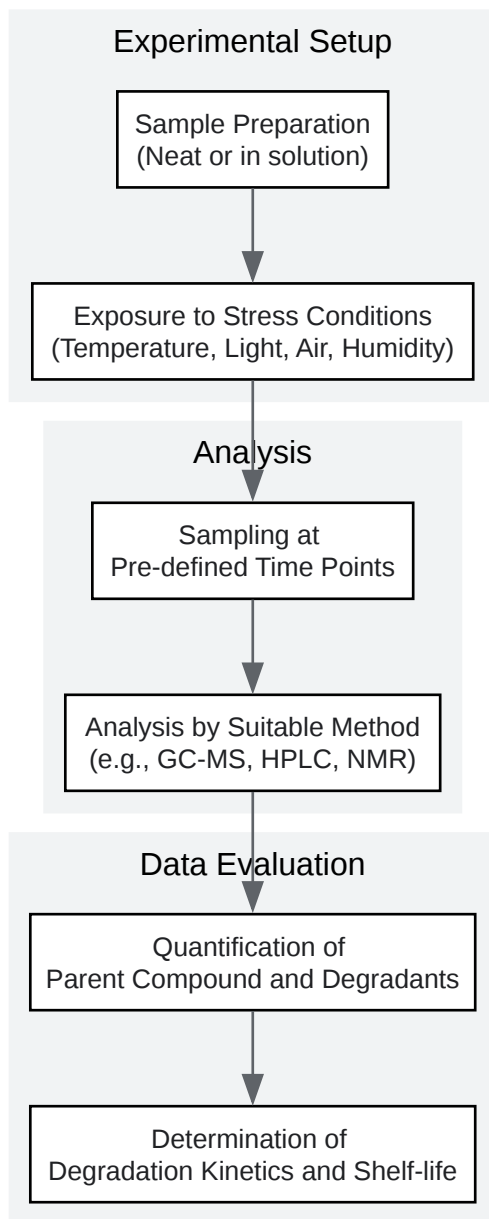 Experimental Setup
Sample Preparation
(Neat or in solution)
Exposure to Stress Conditions
(Temperature, Light, Air, Humidity)
Analysis
Sampling at
Pre-defined Time Points
Analysis by Suitable Method
(e.g., GC-MS, HPLC, NMR)
Data Evaluation
Quantification of
Parent Compound and Degradants
Determination of
Degradation Kinetics and Shelf-life